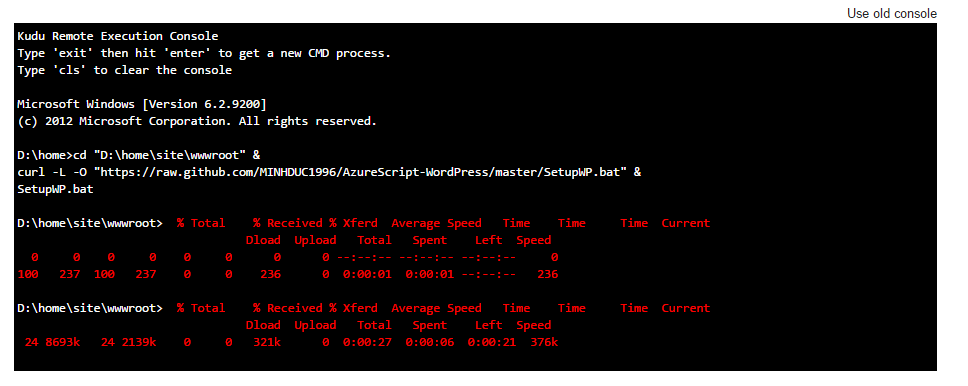 Use old console
Kudu Remote Execution Console
Type 'exit' then hit 'enter' to get a new CMD process.
Type 'cls' to clear the console
Microsoft Windows [Version 6.2.9200]
(c) 2012 Microsoft Corporation. All rights reserved.
D:\home>cd "D:\home\site\wwwroot" &
curl -L -O "https://raw.github.com/MINHDUC1996/AzureScript-WordPress/master/SetupWP.bat" &
SetupWP.bat
D:\home\site\wwwroot>  % Total    % Received % Xferd  Average Speed   Time    Time     Time  Current
Dload  Upload   Total   Spent    Left  Speed
0     0    0     0    0     0      0      0 --:--:-- --:--:-- --:--:--     0
100   237  100   237    0     0    236      0  0:00:01  0:00:01 --:--:--   236
D:\home\site\wwwroot>  % Total    % Received % Xferd  Average Speed   Time    Time     Time  Current
Dload  Upload   Total   Spent    Left  Speed
24 8693k   24 2139k    0     0   321k      0  0:00:27  0:00:06  0:00:21  376k